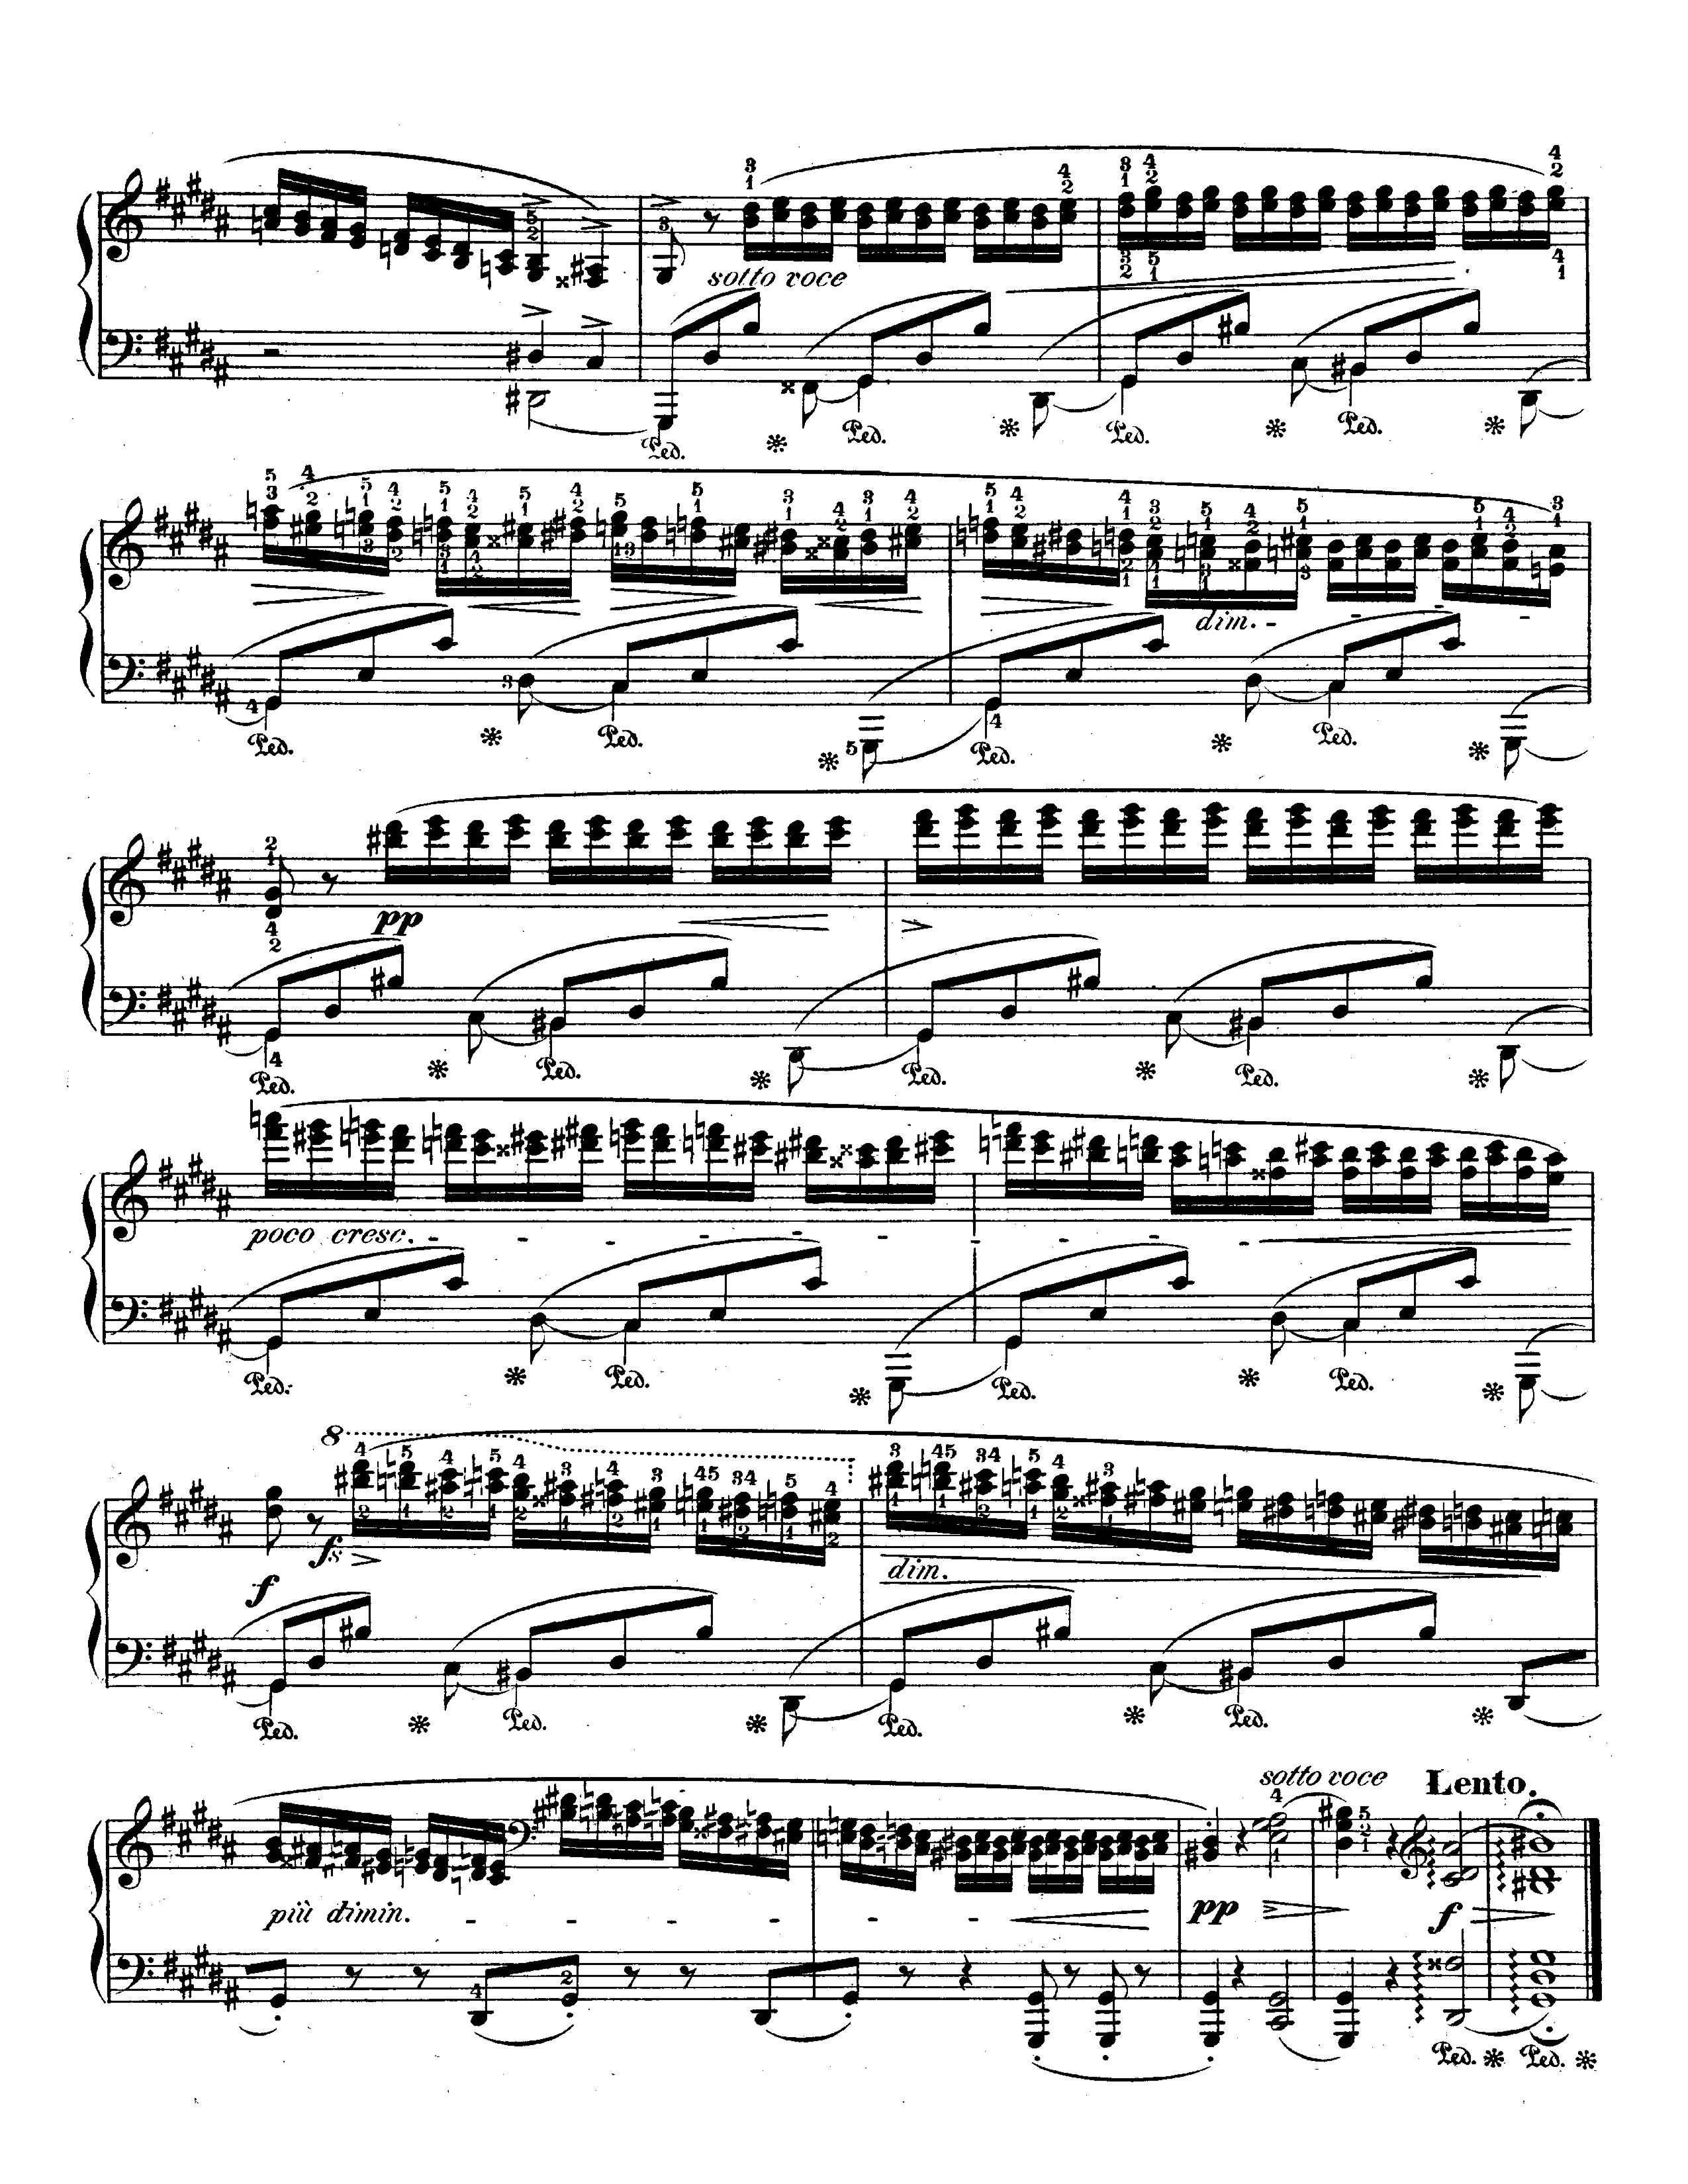 sotto voce
Ped. * Ped. * Ped. * Ped. *
dim.
Ped. * Ped. * Ped. * Ped. *
pp
Ped. * Ped. * Ped. * Ped. *
poco cresc.
Ped. * Ped. * Ped. * Ped. *
8
fs
f
dim.
Ped. * Ped. * Ped. * Ped. *
sotto voce Lento.
più dimin. pp f
Ped. * Ped. *